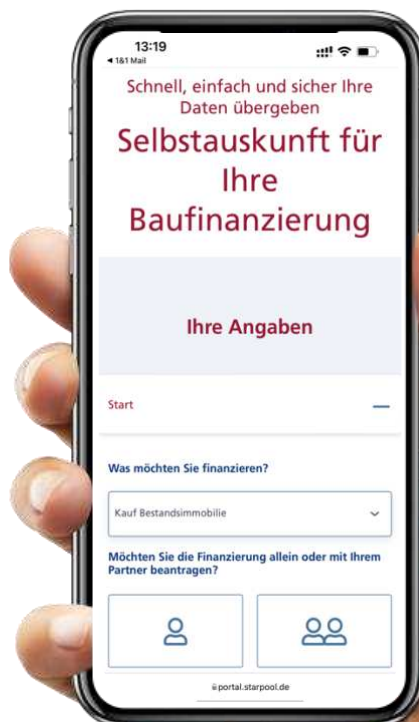 13:19
◀ 1&1 Mail
Schnell, einfach und sicher Ihre
Daten übergeben
Selbstauskunft für
Ihre
Baufinanzierung
Ihre Angaben
Start
Was möchten Sie finanzieren?
Kauf Bestandsimmobilie
Möchten Sie die Finanzierung allein oder mit Ihrem
Partner beantragen?
portal.starpool.de